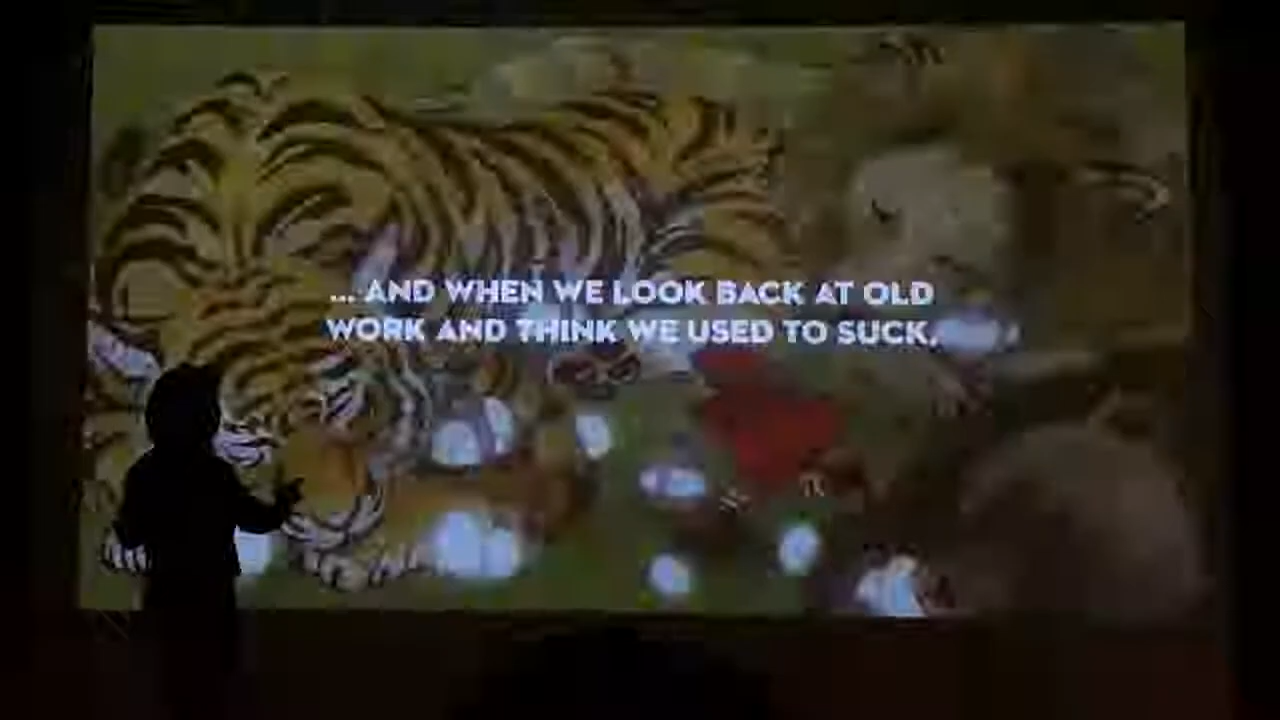 ... AND WHEN WE LOOK BACK AT OLD
WORK AND THINK WE USED TO SUCK.